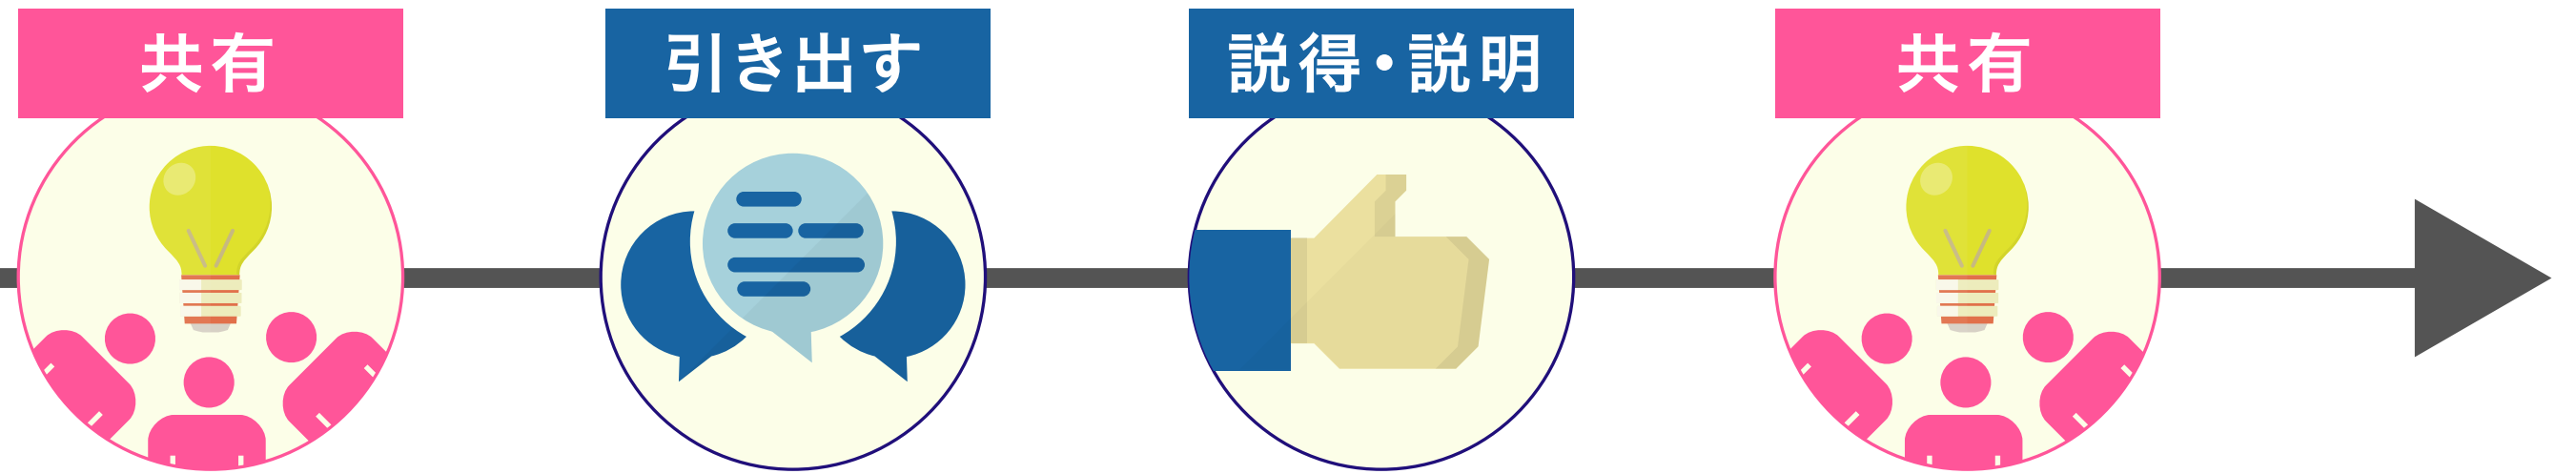 共有
引き出す
説得・説明
共有